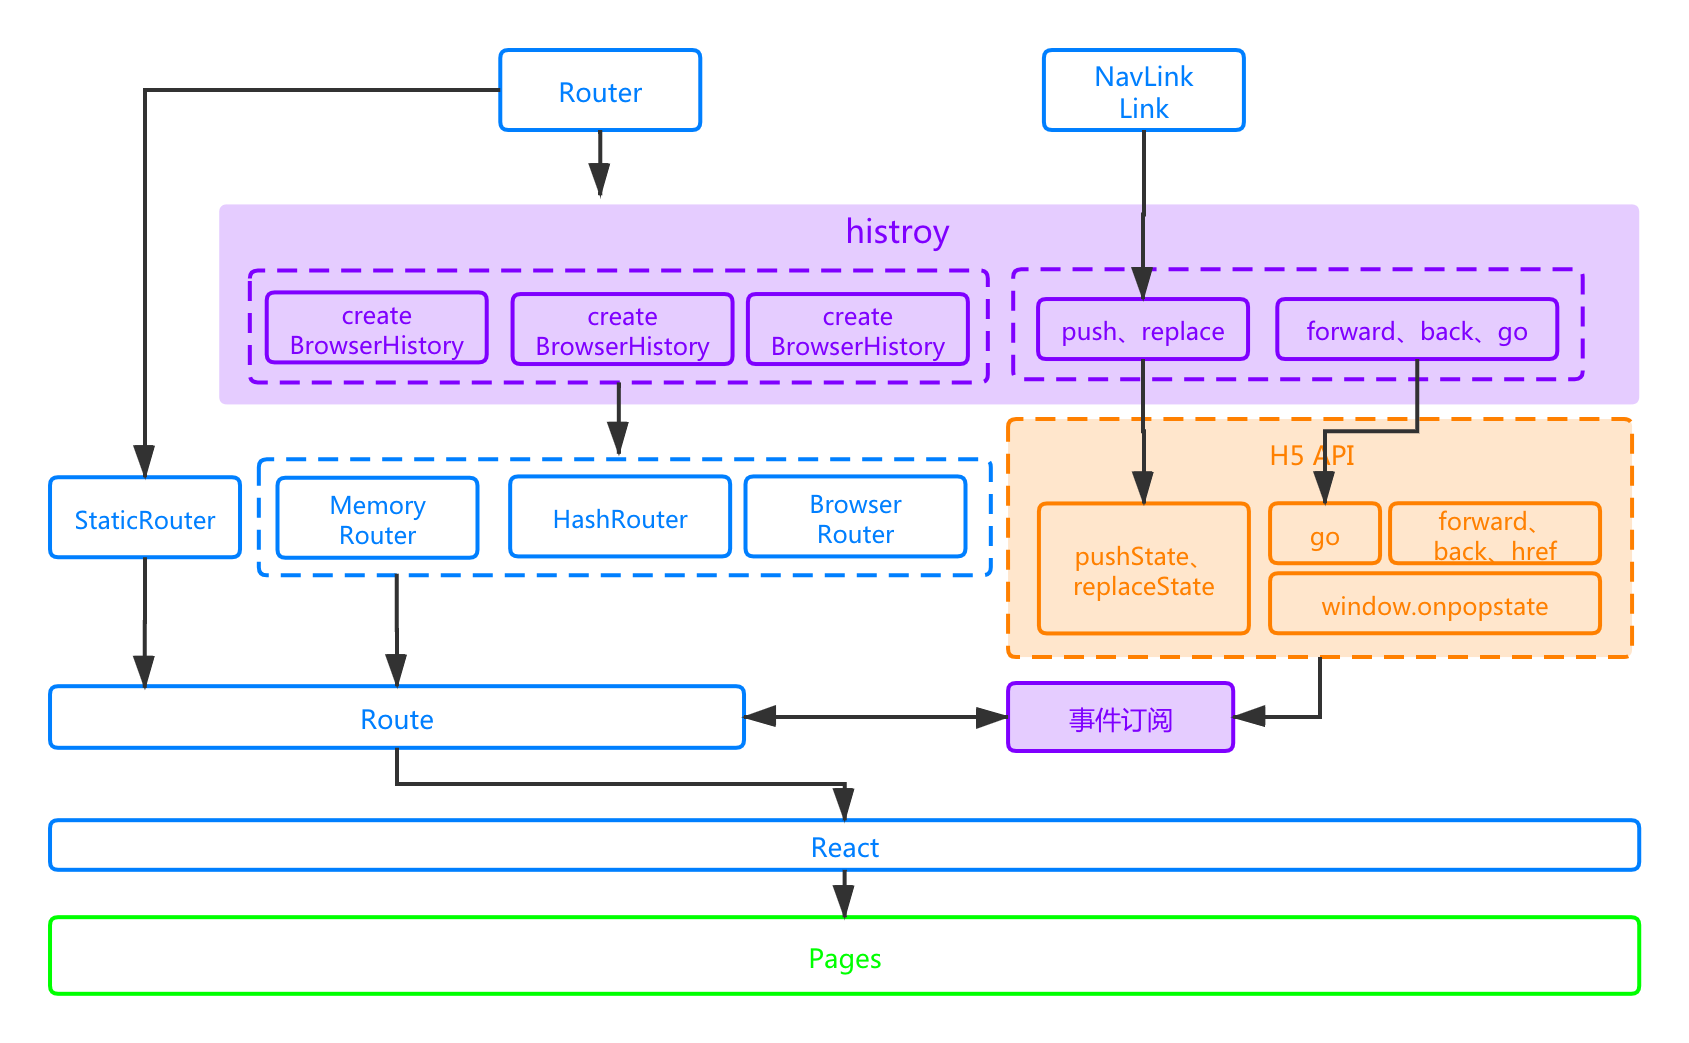 Router
NavLink
Link
histroy
create
BrowserHistory
create
BrowserHistory
create
BrowserHistory
push、replace
forward、back、go
H5 API
StaticRouter
Memory
Router
HashRouter
Browser
Router
pushState、
replaceState
go
forward、
back、href
window.onpopstate
Route
事件订阅
React
Pages